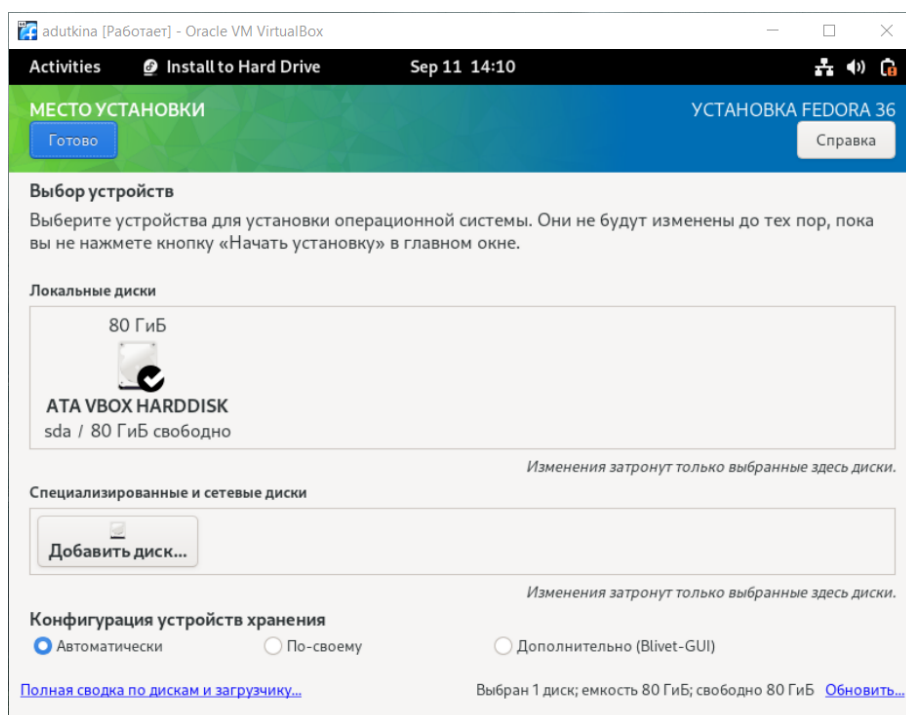 adutkina [Работает] - Oracle VM VirtualBox
Activities Install to Hard Drive Sep 11 14:10
МЕСТО УСТАНОВКИ УСТАНОВКА FEDORA 36
Готово Справка
Выбор устройств
Выберите устройства для установки операционной системы. Они не будут изменены до тех пор, пока
вы не нажмете кнопку «Начать установку» в главном окне.
Локальные диски
80 ГиБ
ATA VBOX HARDDISK
sda / 80 ГиБ свободно
Изменения затронут только выбранные здесь диски.
Специализированные и сетевые диски
Добавить диск...
Изменения затронут только выбранные здесь диски.
Конфигурация устройств хранения
Автоматически По-своему Дополнительно (Blivet-GUI)
Полная сводка по дискам и загрузчику... Выбран 1 диск; емкость 80 ГиБ; свободно 80 ГиБ Обновить...